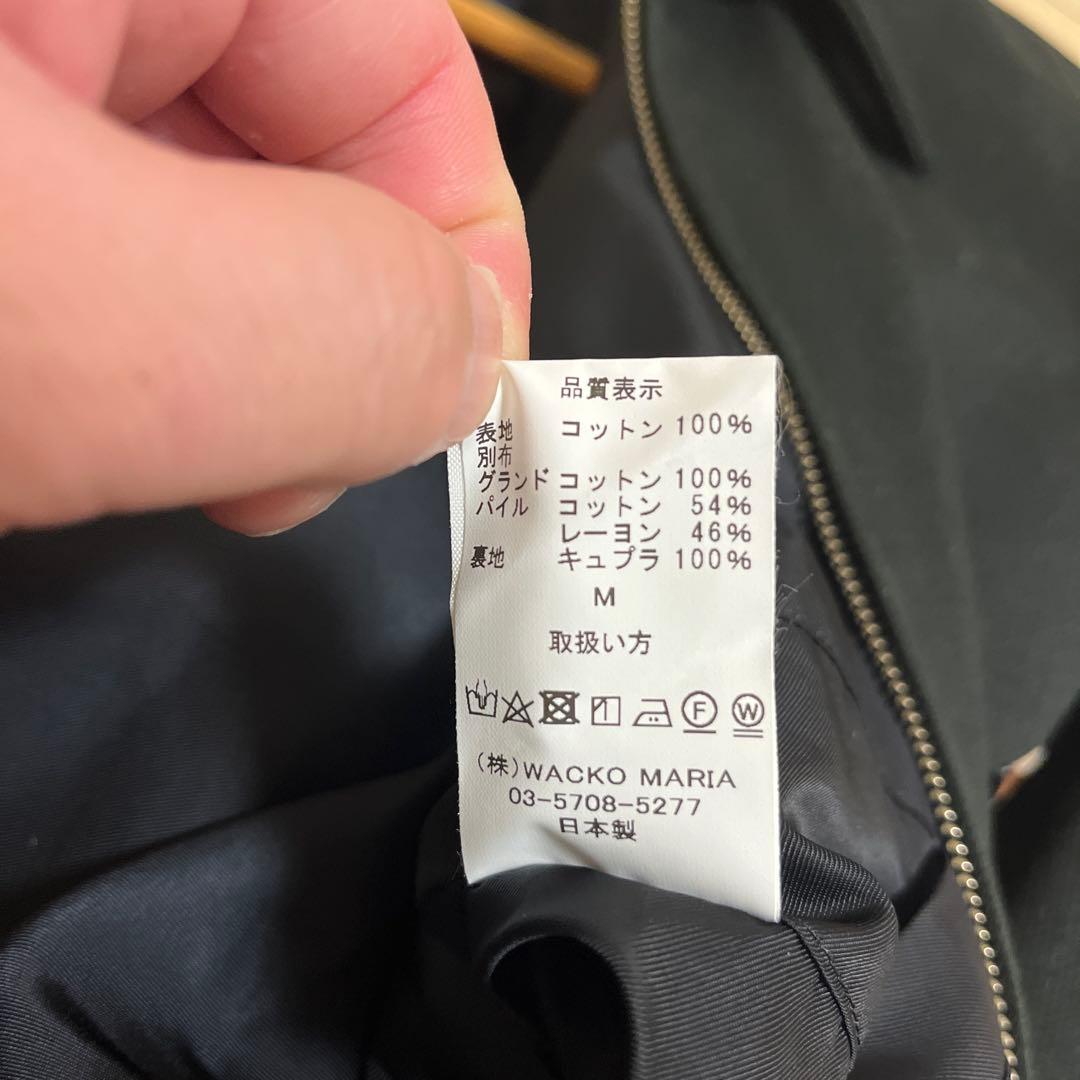 品質表示
表地 コットン 100%
別布
グランド コットン 100%
パイル コットン 54%
レーヨン 46%
裏地 キュプラ 100%
M
取扱い方
F W
(株)WACKO MARIA
03-5708-5277
日本製